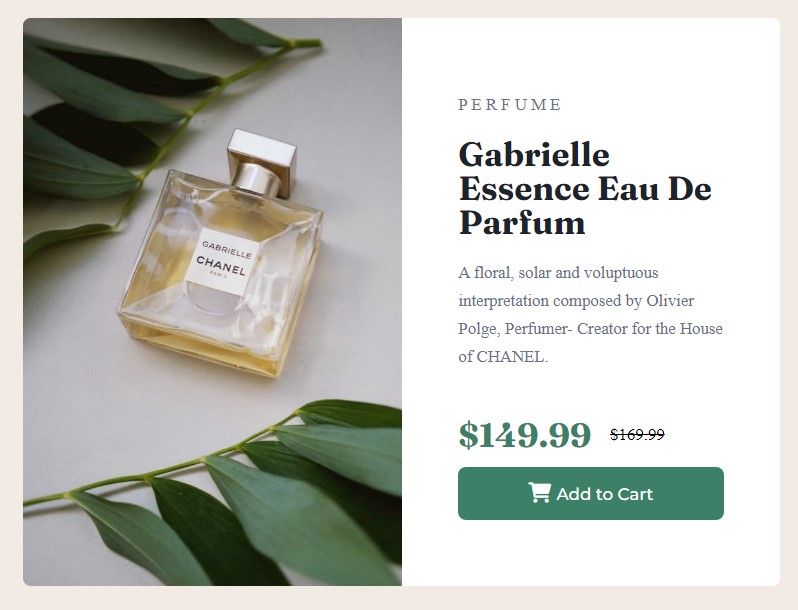 GABRIELLE
CHANEL
PARIS
PERFUME
Gabrielle
Essence Eau De
Parfum
A floral, solar and voluptuous
interpretation composed by Olivier
Polge, Perfumer- Creator for the House
of CHANEL.
$149.99 $169.99
Add to Cart